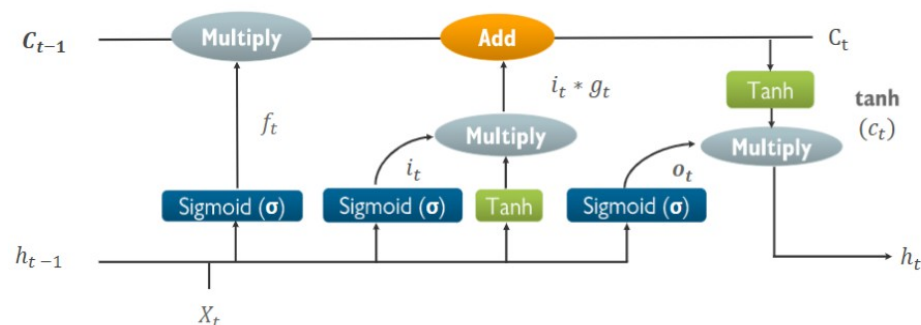 C_{t-1} Multiply Add C_t
i_t * g_t Tanh tanh
f_t Multiply Multiply (c_t)
i_t o_t
Sigmoid (σ) Sigmoid (σ) Tanh Sigmoid (σ)
h_{t-1} h_t
X_t